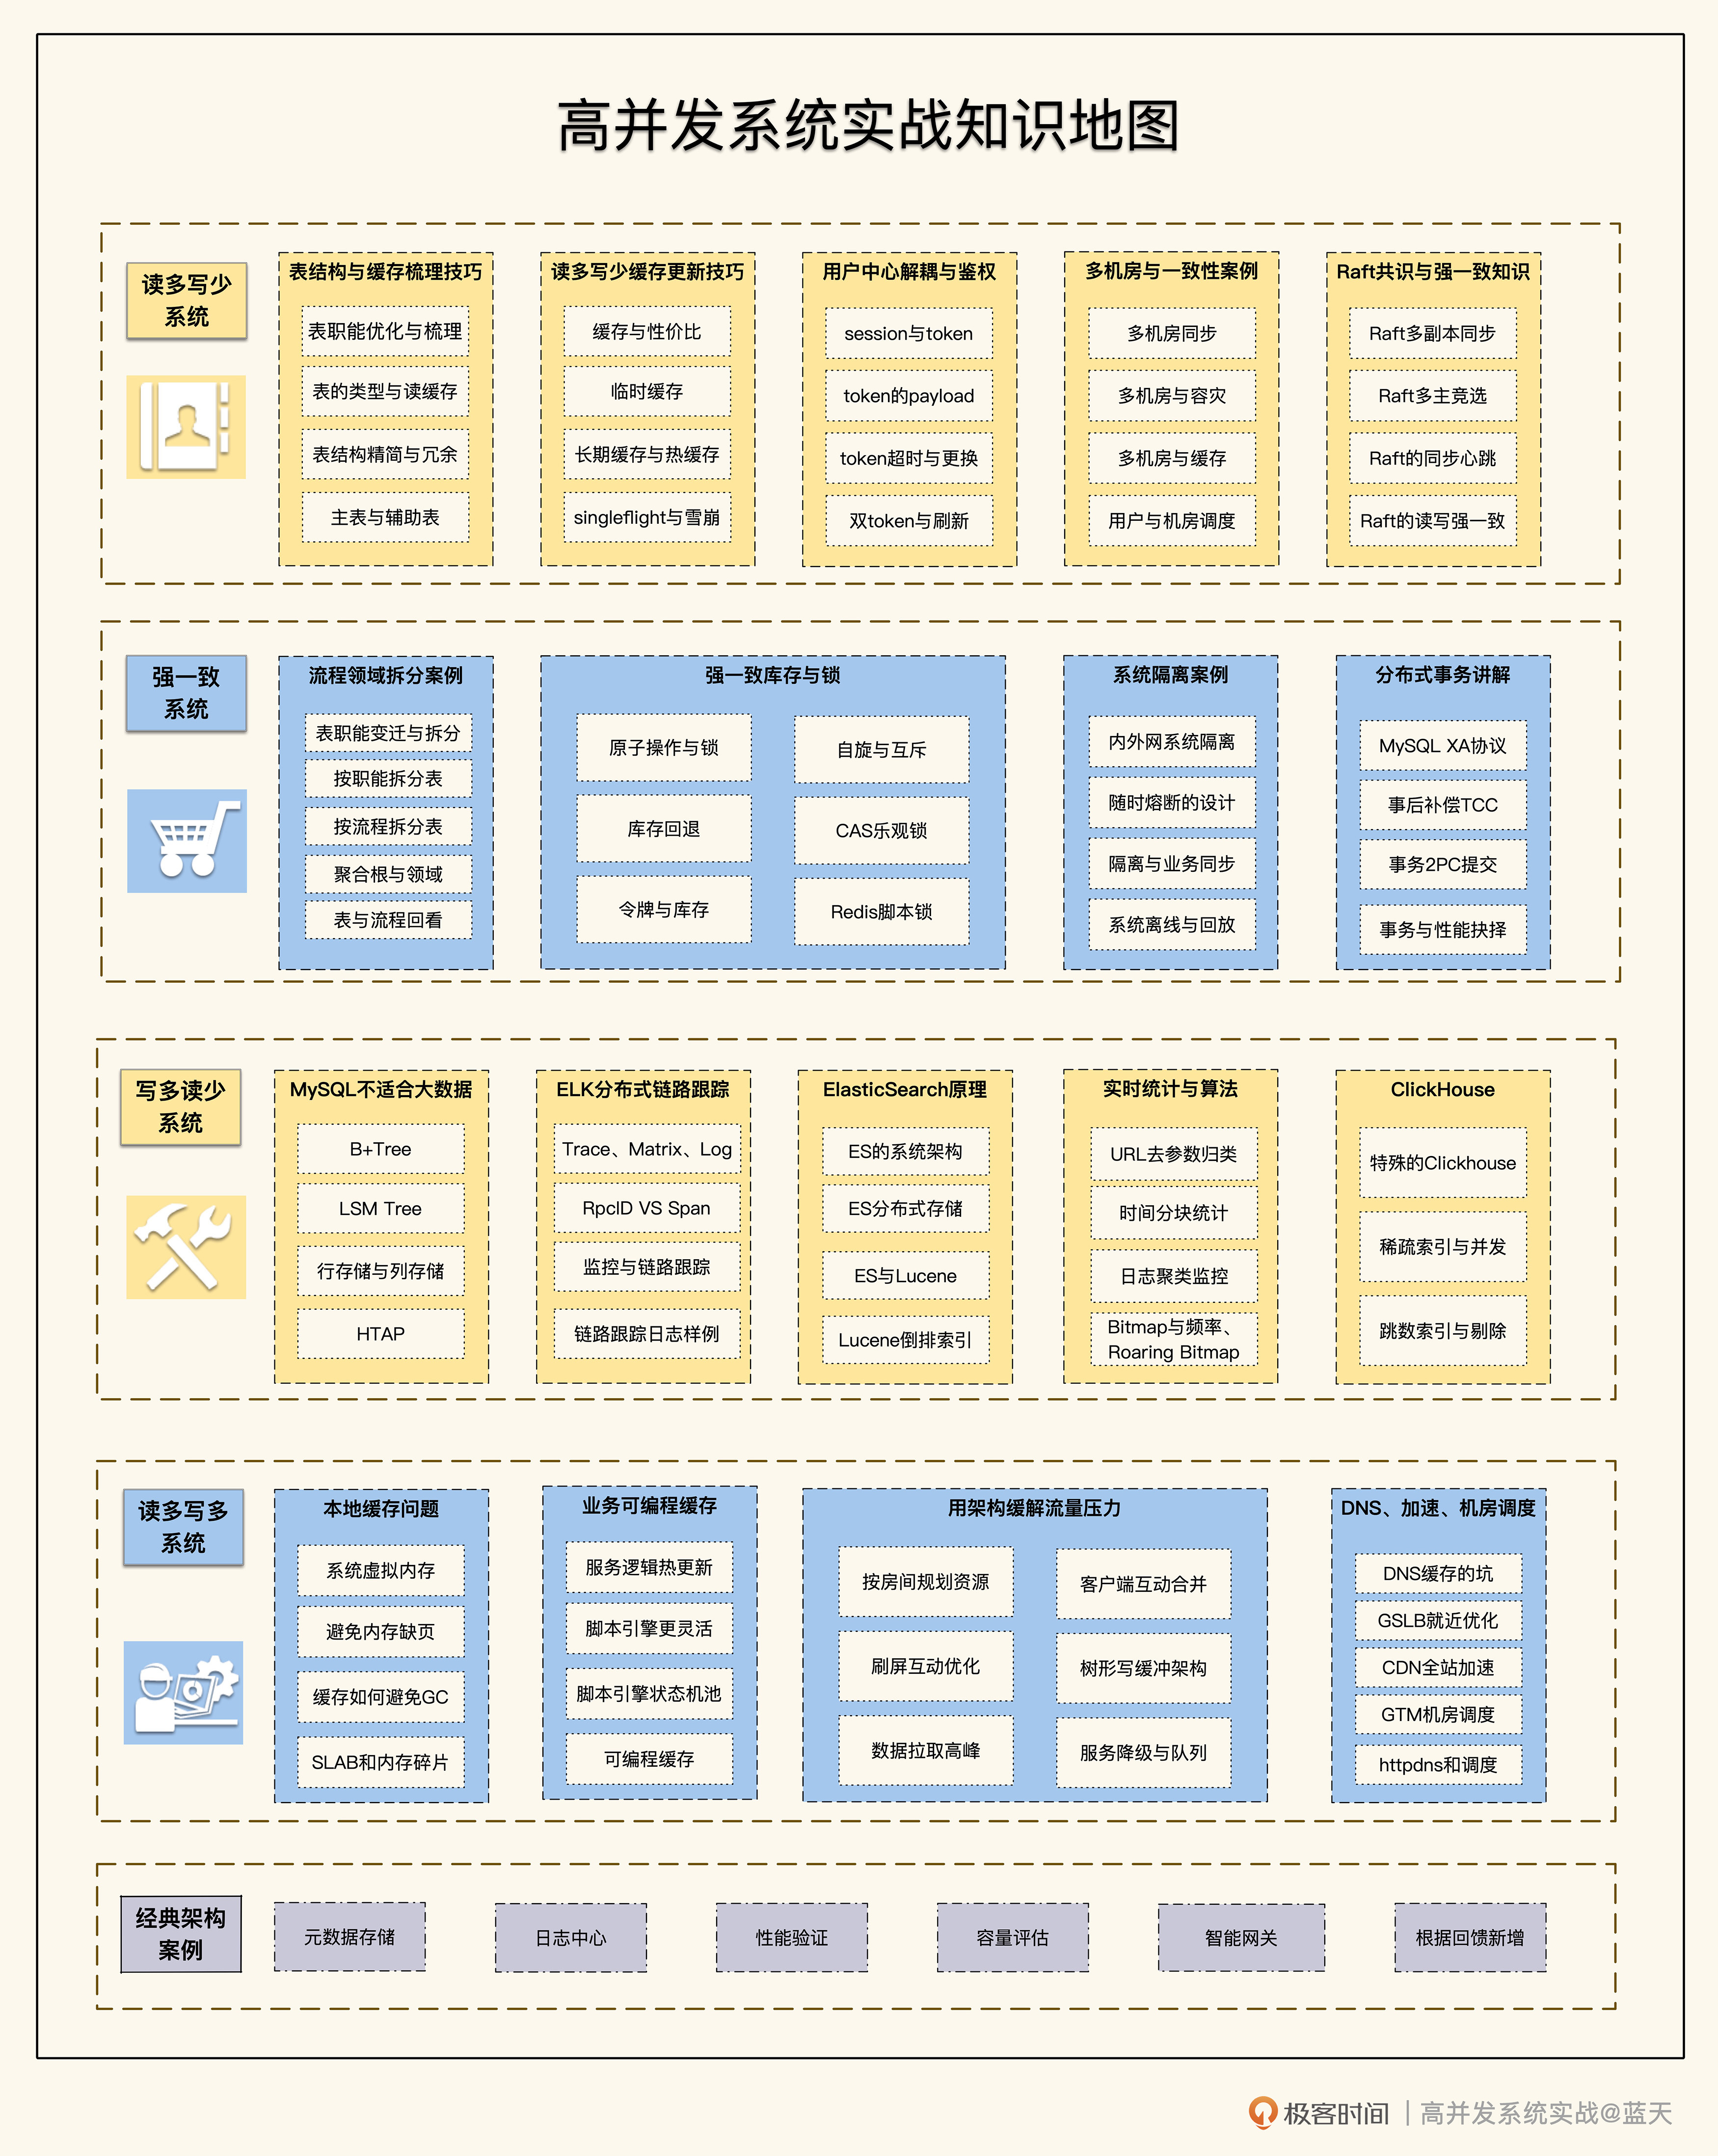 高并发系统实战知识地图
读多写少
系统
表结构与缓存梳理技巧
表职能优化与梳理
表的类型与读缓存
表结构精简与冗余
主表与辅助表
读多写少缓存更新技巧
缓存与性价比
临时缓存
长期缓存与热缓存
singleflight与雪崩
用户中心解耦与鉴权
session与token
token的payload
token超时与更换
双token与刷新
多机房与一致性案例
多机房同步
多机房与容灾
多机房与缓存
用户与机房调度
Raft共识与强一致知识
Raft多副本同步
Raft多主竞选
Raft的同步心跳
Raft的读写强一致
强一致
系统
流程领域拆分案例
表职能变迁与拆分
按职能拆分表
按流程拆分表
聚合根与领域
表与流程回看
强一致库存与锁
原子操作与锁
自旋与互斥
库存回退
CAS乐观锁
令牌与库存
Redis脚本锁
系统隔离案例
内外网系统隔离
随时熔断的设计
隔离与业务同步
系统离线与回放
分布式事务讲解
MySQL XA协议
事后补偿TCC
事务2PC提交
事务与性能抉择
写多读少
系统
MySQL不适合大数据
B+Tree
LSM Tree
行存储与列存储
HTAP
ELK分布式链路跟踪
Trace、Matrix、Log
RpcID VS Span
监控与链路跟踪
链路跟踪日志样例
ElasticSearch原理
ES的系统架构
ES分布式存储
ES与Lucene
Lucene倒排索引
实时统计与算法
URL去参数归类
时间分块统计
日志聚类监控
Bitmap与频率、
Roaring Bitmap
ClickHouse
特殊的Clickhouse
稀疏索引与并发
跳数索引与剔除
读多写多
系统
本地缓存问题
系统虚拟内存
避免内存缺页
缓存如何避免GC
SLAB和内存碎片
业务可编程缓存
服务逻辑热更新
脚本引擎更灵活
脚本引擎状态机池
可编程缓存
用架构缓解流量压力
按房间规划资源
客户端互动合并
刷屏互动优化
树形写缓冲架构
数据拉取高峰
服务降级与队列
DNS、加速、机房调度
DNS缓存的坑
GSLB就近优化
CDN全站加速
GTM机房调度
httpdns和调度
经典架构
案例
元数据存储
日志中心
性能验证
容量评估
智能网关
根据回馈新增
极客时间 | 高并发系统实战@蓝天